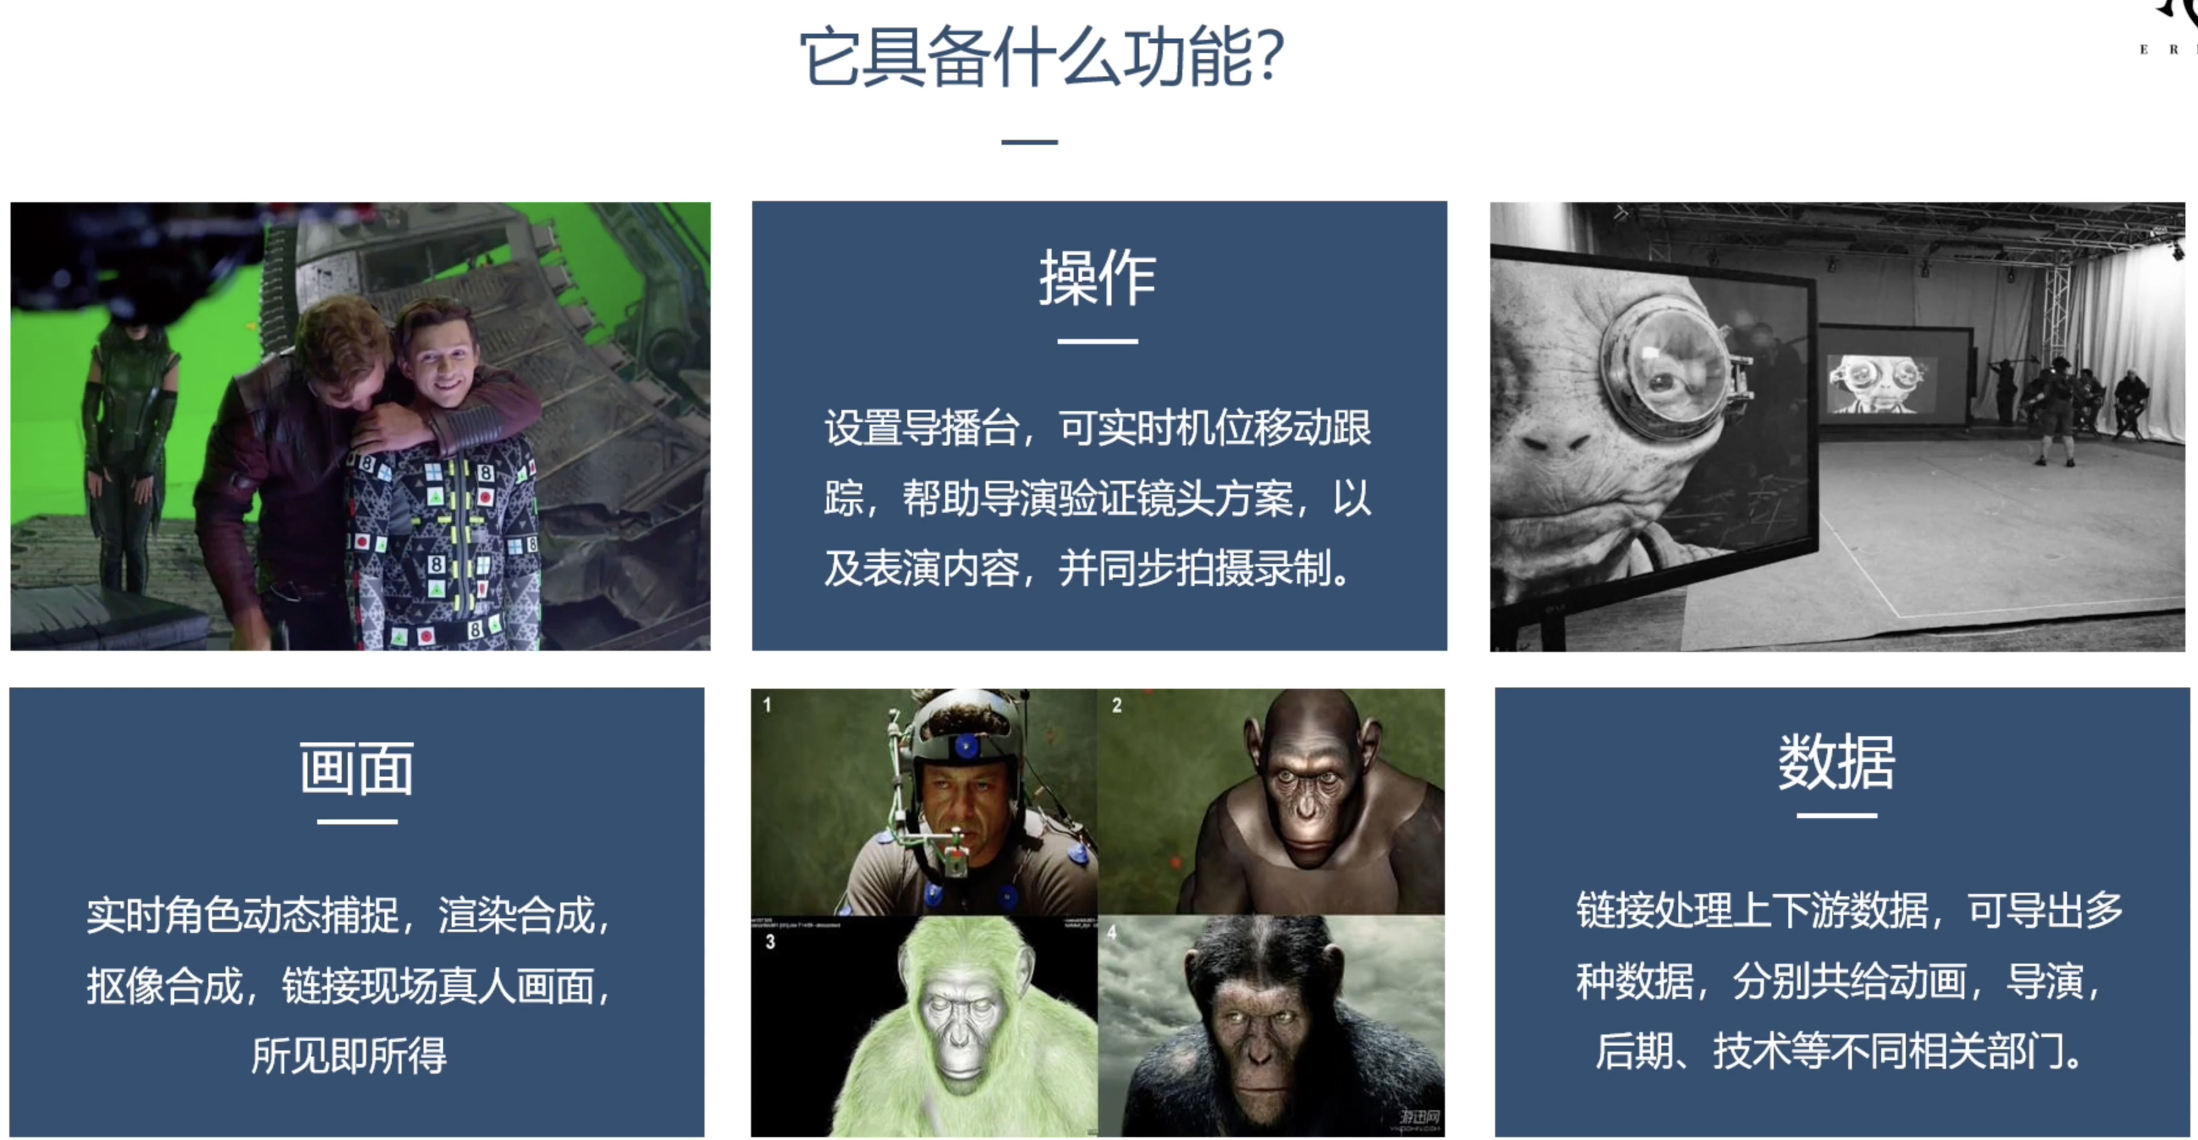 它具备什么功能？
E R
操作
设置导播台，可实时机位移动跟
踪，帮助导演验证镜头方案，以
及表演内容，并同步拍摄录制。
画面
实时角色动态捕捉，渲染合成，
抠像合成，链接现场真人画面，
所见即所得
1
2
3
4
游迅网
数据
链接处理上下游数据，可导出多
种数据，分别共给动画，导演，
后期、技术等不同相关部门。